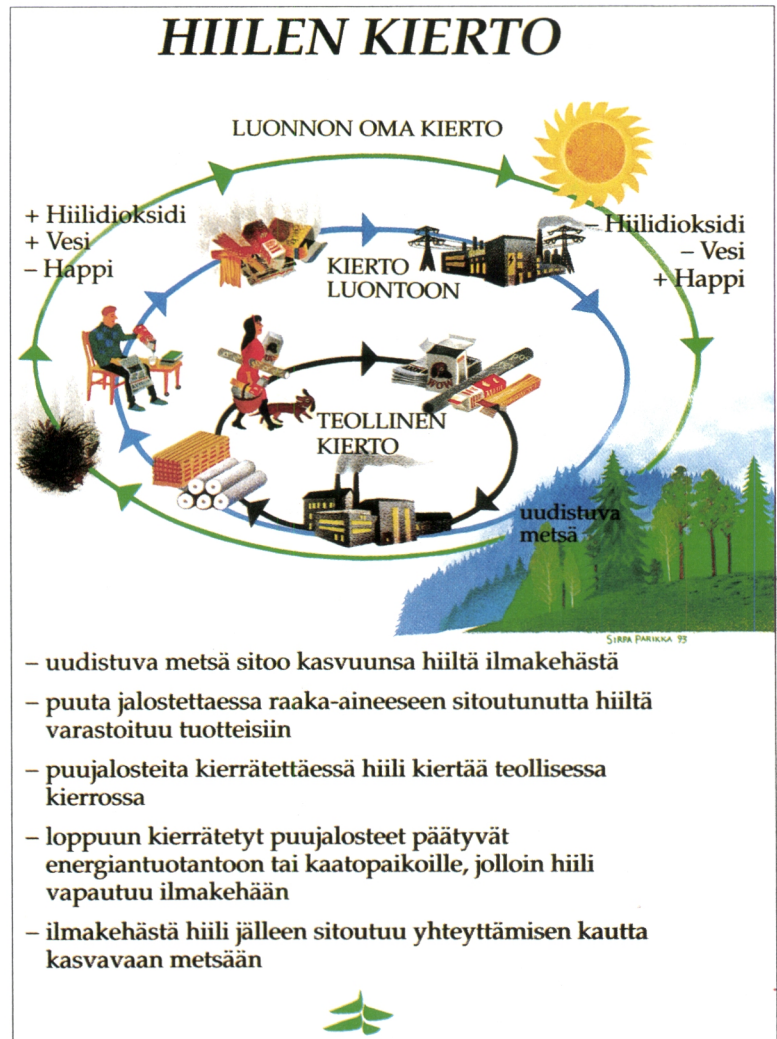 HIILEN KIERTO
LUONNON OMA KIERTO
+ Hiilidioksidi
+ Vesi
– Happi
– Hiilidioksidi
– Vesi
+ Happi
KIERTO
LUONTOON
TEOLLINEN
KIERTO
uudistuva
metsä
SIRPA PARIKKA 93
– uudistuva metsä sitoo kasvuunsa hiiltä ilmakehästä
– puuta jalostettaessa raaka-aineeseen sitoutunutta hiiltä
varastoituu tuotteisiin
– puujalosteita kierrätettäessä hiili kiertää teollisessa
kierrossa
– loppuun kierrätetyt puujalosteet päätyvät
energiantuotantoon tai kaatopaikoille, jolloin hiili
vapautuu ilmakehään
– ilmakehästä hiili jälleen sitoutuu yhteyttämisen kautta
kasvavaan metsään